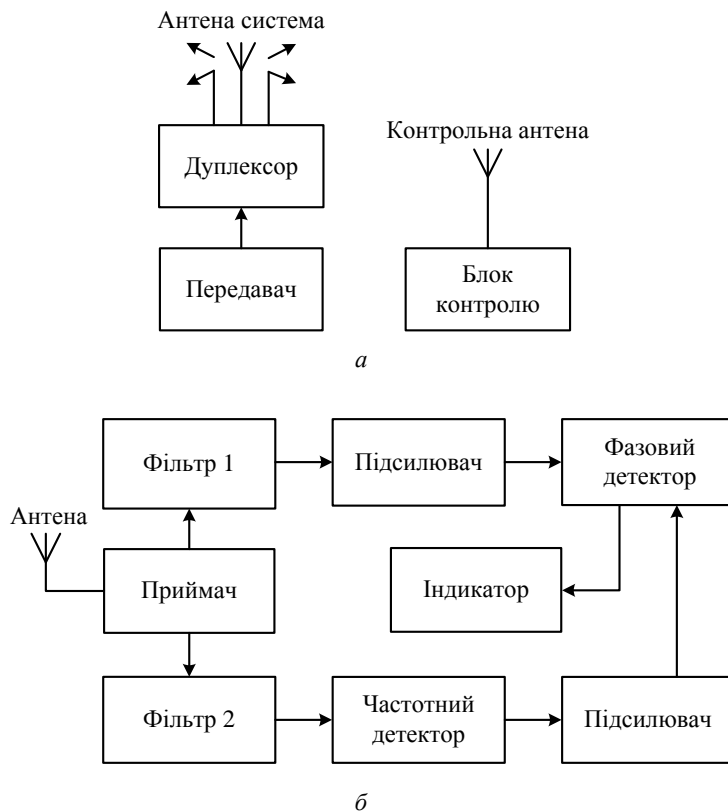 Антена система
Контрольна антена
Дуплексор
Передавач
Блок
контролю
а
Фільтр 1
Підсилювач
Фазовий
детектор
Антена
Приймач
Індикатор
Фільтр 2
Частотний
детектор
Підсилювач
б